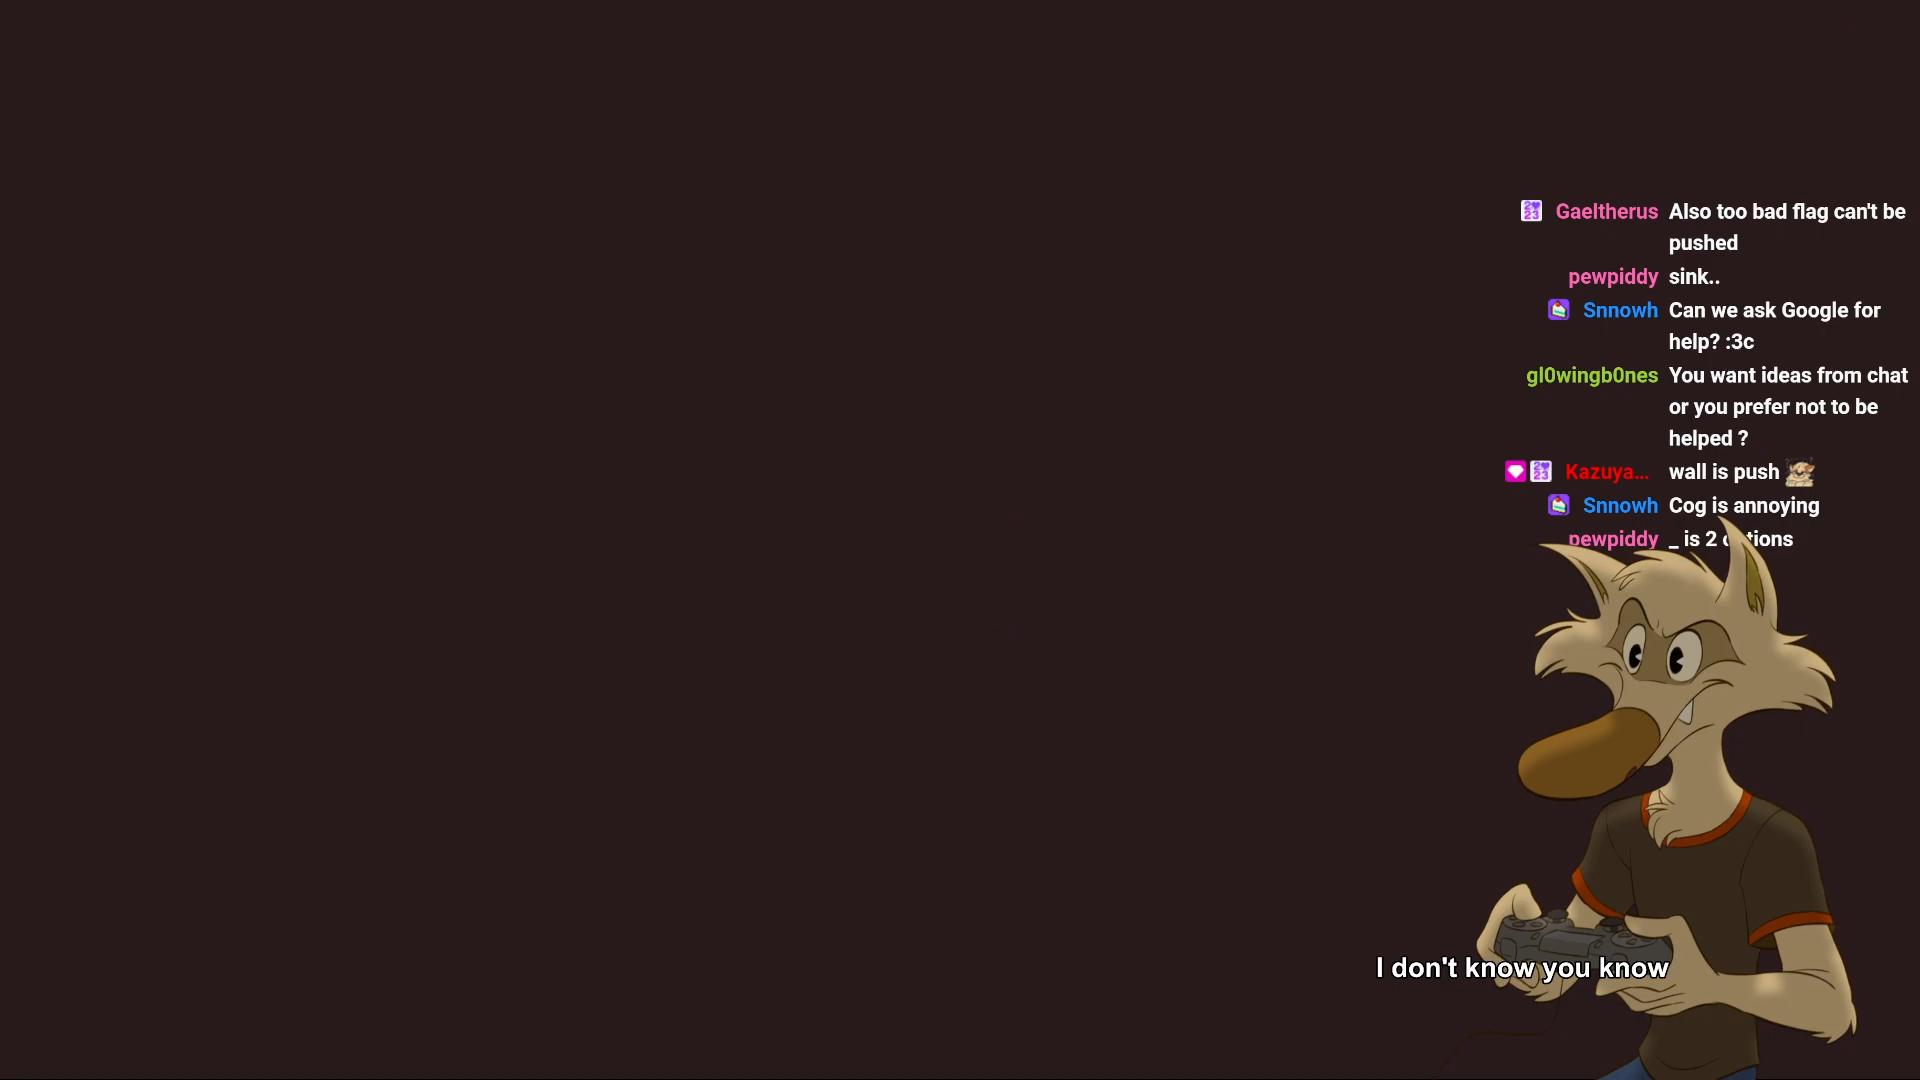 Gaeltherus Also too bad flag can't be
pushed
pewpiddy sink..
Snnowh Can we ask Google for
help? :3c
gl0wingb0nes You want ideas from chat
or you prefer not to be
helped ?
Kazuya... wall is push
Snnowh Cog is annoying
pewpiddy _ is 2
I don't know you know